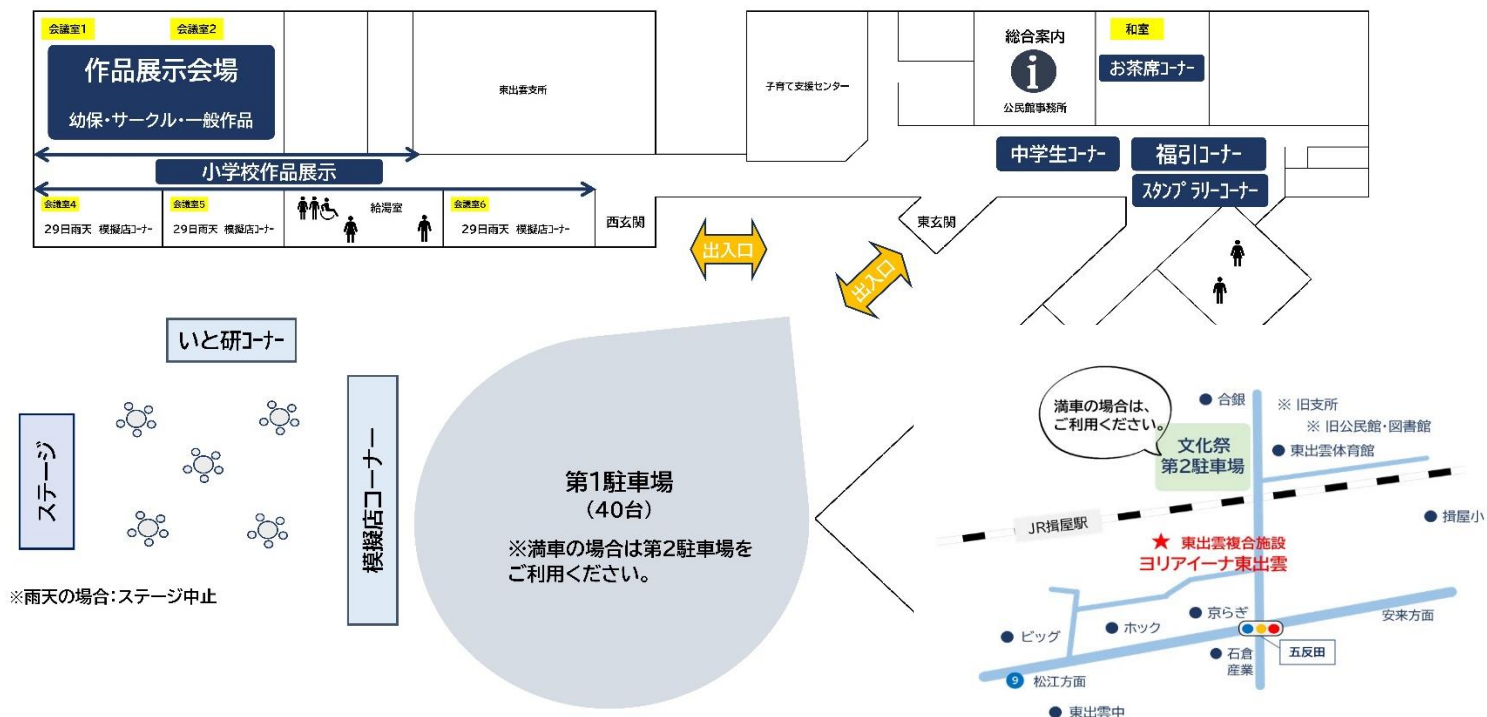 会議室1
会議室2
作品展示会場
幼保・サークル・一般作品
東出雲支所
子育て支援センター
総合案内
i
公民館事務所
和室
お茶席コーナー
中学生コーナー
福引コーナー
スタンプラリーコーナー
小学校作品展示
会議室4
29日雨天 模擬店コーナー
会議室5
29日雨天 模擬店コーナー
給湯室
会議室6
29日雨天 模擬店コーナー
西玄関
東玄関
出入口
出入口
いと研コーナー
ステージ
模擬店コーナー
※雨天の場合:ステージ中止
第1駐車場
(40台)
※満車の場合は第2駐車場を
ご利用ください。
満車の場合は、
ご利用ください。
文化祭
第2駐車場
合銀
※ 旧支所
※ 旧公民館・図書館
東出雲体育館
JR揖屋駅
揖屋小
★ 東出雲複合施設
ヨリアイーナ東出雲
京らぎ
安来方面
ホック
ビッグ
石倉
産業
五反田
9 松江方面
東出雲中